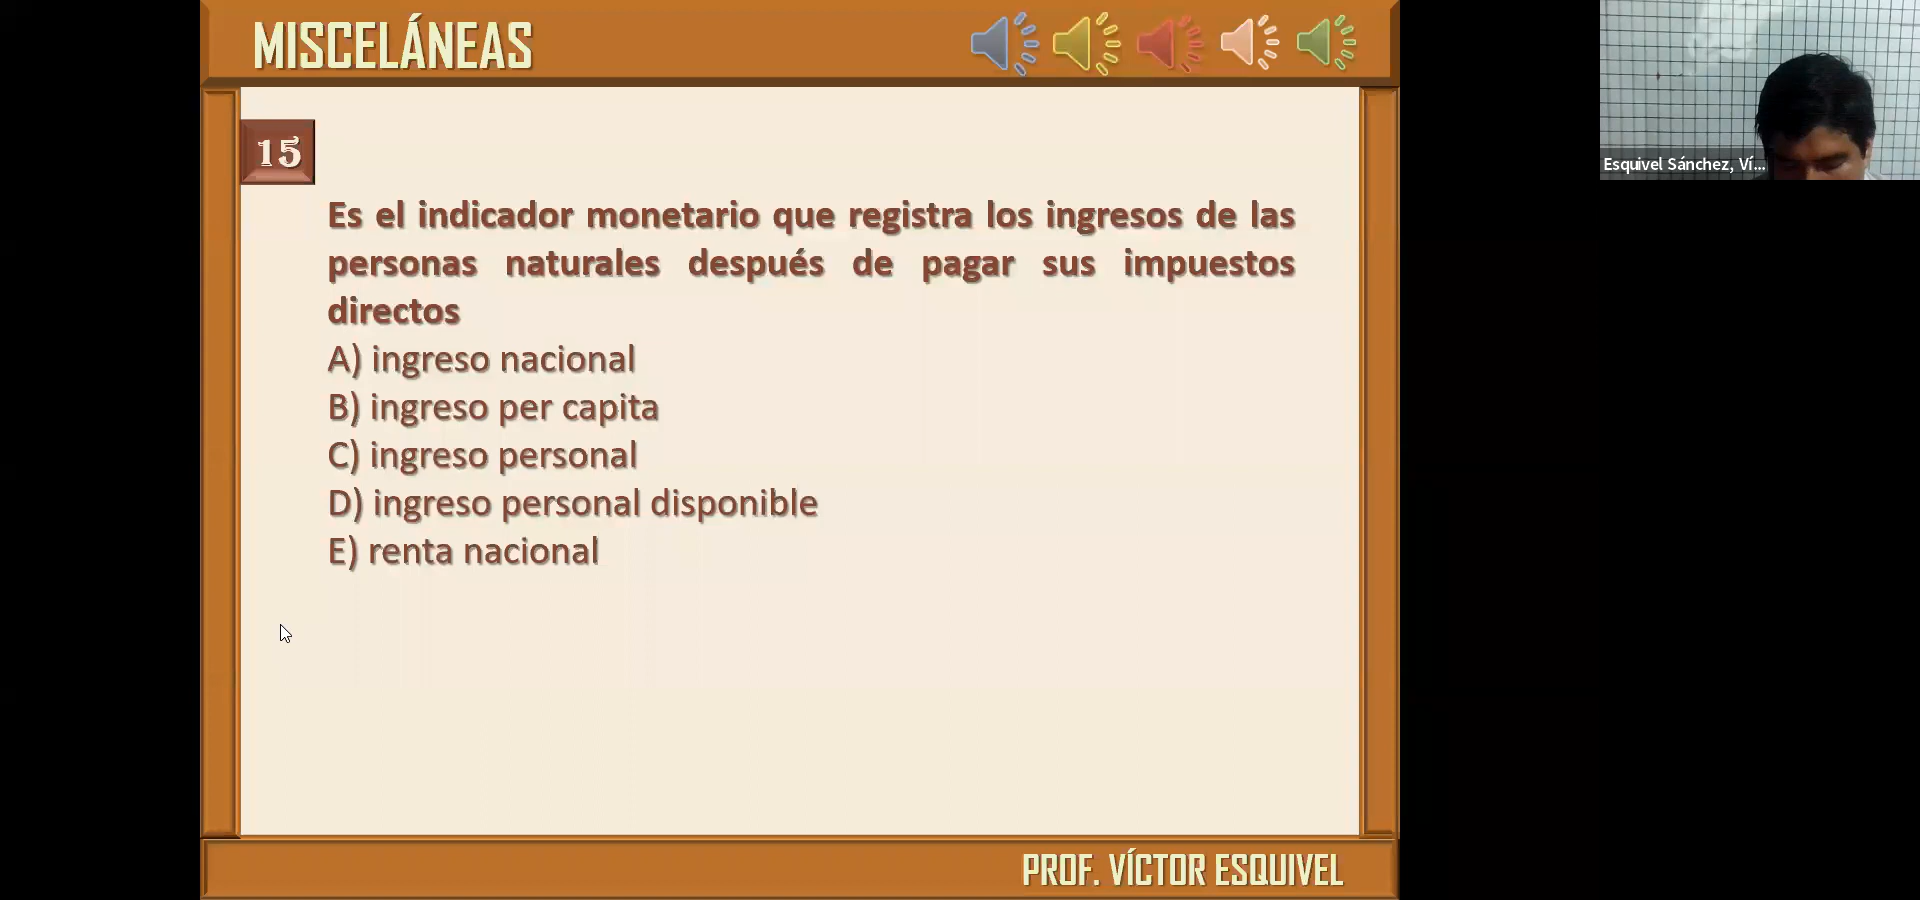 MISCELÁNEAS
15
Es el indicador monetario que registra los ingresos de las
personas naturales después de pagar sus impuestos
directos
A) ingreso nacional
B) ingreso per capita
C) ingreso personal
D) ingreso personal disponible
E) renta nacional
PROF. VÍCTOR ESQUIVEL
Esquivel Sánchez, Ví...